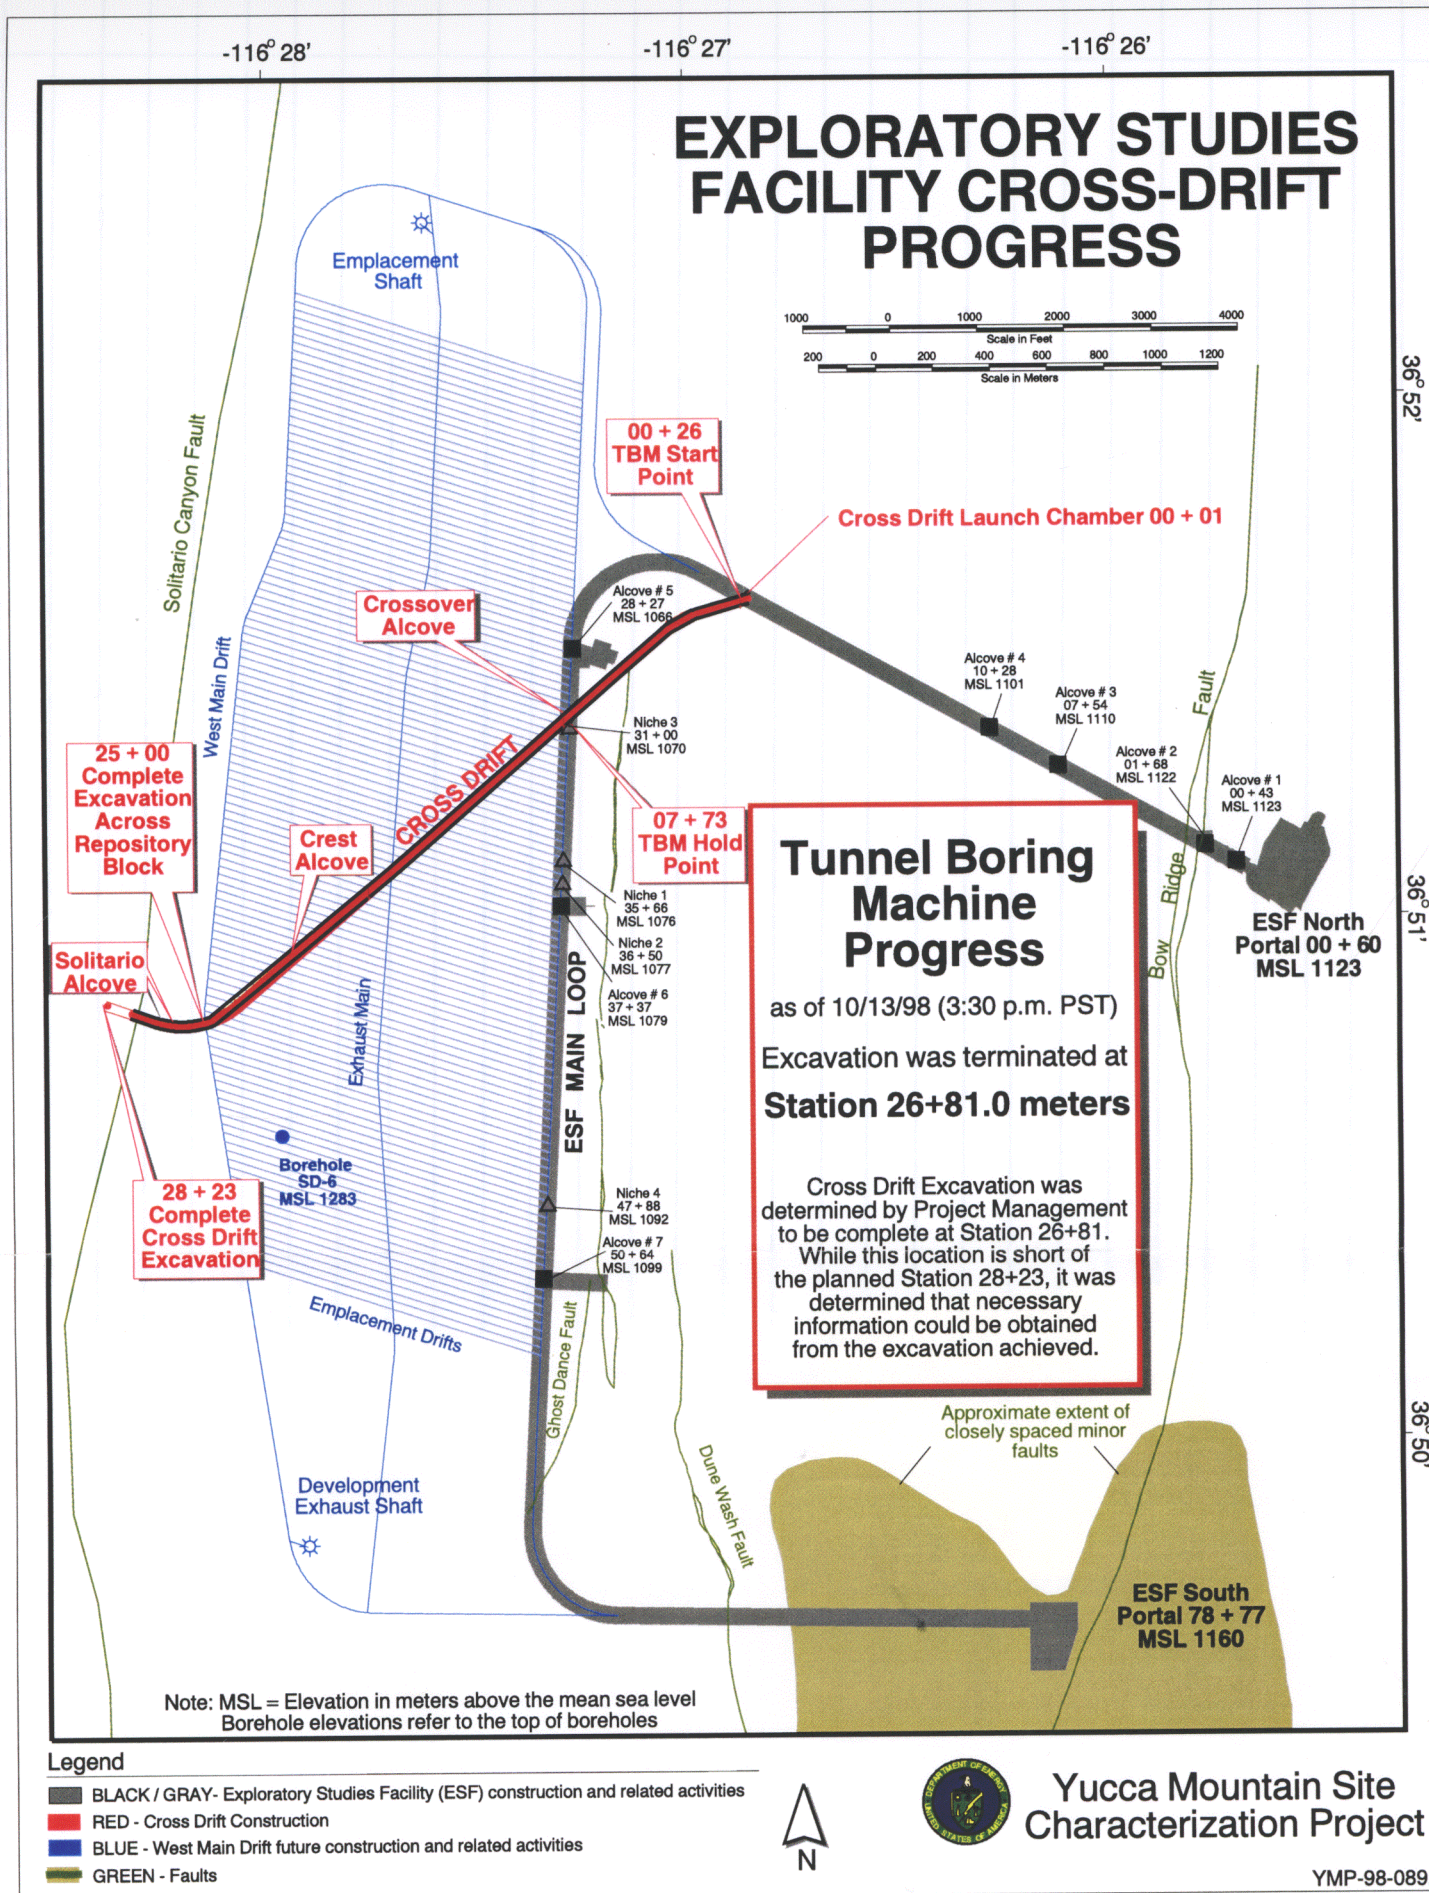 -116° 28'
-116° 27'
-116° 26'
EXPLORATORY STUDIES
FACILITY CROSS-DRIFT
PROGRESS
1000 0 1000 2000 3000 4000
Scale in Feet
200 0 200 400 600 800 1000 1200
Scale in Meters
36° 52'
36° 51'
36° 50'
Emplacement
Shaft
Solitario Canyon Fault
00 + 26
TBM Start
Point
Cross Drift Launch Chamber 00 + 01
Crossover
Alcove
Alcove # 5
28 + 27
MSL 1066
Alcove # 4
10 + 28
MSL 1101
Alcove # 3
07 + 54
MSL 1110
Alcove # 2
01 + 68
MSL 1122
Alcove # 1
00 + 43
MSL 1123
Bow Ridge Fault
West Main Drift
Niche 3
31 + 00
MSL 1070
25 + 00
Complete
Excavation
Across
Repository
Block
CROSS DRIFT
Crest
Alcove
07 + 73
TBM Hold
Point
Niche 1
35 + 66
MSL 1076
Niche 2
36 + 50
MSL 1077
Alcove # 6
37 + 37
MSL 1079
ESF North
Portal 00 + 60
MSL 1123
Solitario
Alcove
Exhaust Main
ESF MAIN LOOP
Tunnel Boring
Machine
Progress
as of 10/13/98 (3:30 p.m. PST)
Excavation was terminated at
Station 26+81.0 meters
Cross Drift Excavation was
determined by Project Management
to be complete at Station 26+81.
While this location is short of
the planned Station 28+23, it was
determined that necessary
information could be obtained
from the excavation achieved.
Borehole
SD-6
MSL 1283
28 + 23
Complete
Cross Drift
Excavation
Niche 4
47 + 88
MSL 1092
Alcove # 7
50 + 64
MSL 1099
Emplacement Drifts
Ghost Dance Fault
Dune Wash Fault
Approximate extent of
closely spaced minor
faults
Development
Exhaust Shaft
ESF South
Portal 78 + 77
MSL 1160
Note: MSL = Elevation in meters above the mean sea level
Borehole elevations refer to the top of boreholes
Legend
BLACK / GRAY- Exploratory Studies Facility (ESF) construction and related activities
RED - Cross Drift Construction
BLUE - West Main Drift future construction and related activities
GREEN - Faults
N
DEPARTMENT OF ENERGY
UNITED STATES OF AMERICA
Yucca Mountain Site
Characterization Project
YMP-98-089